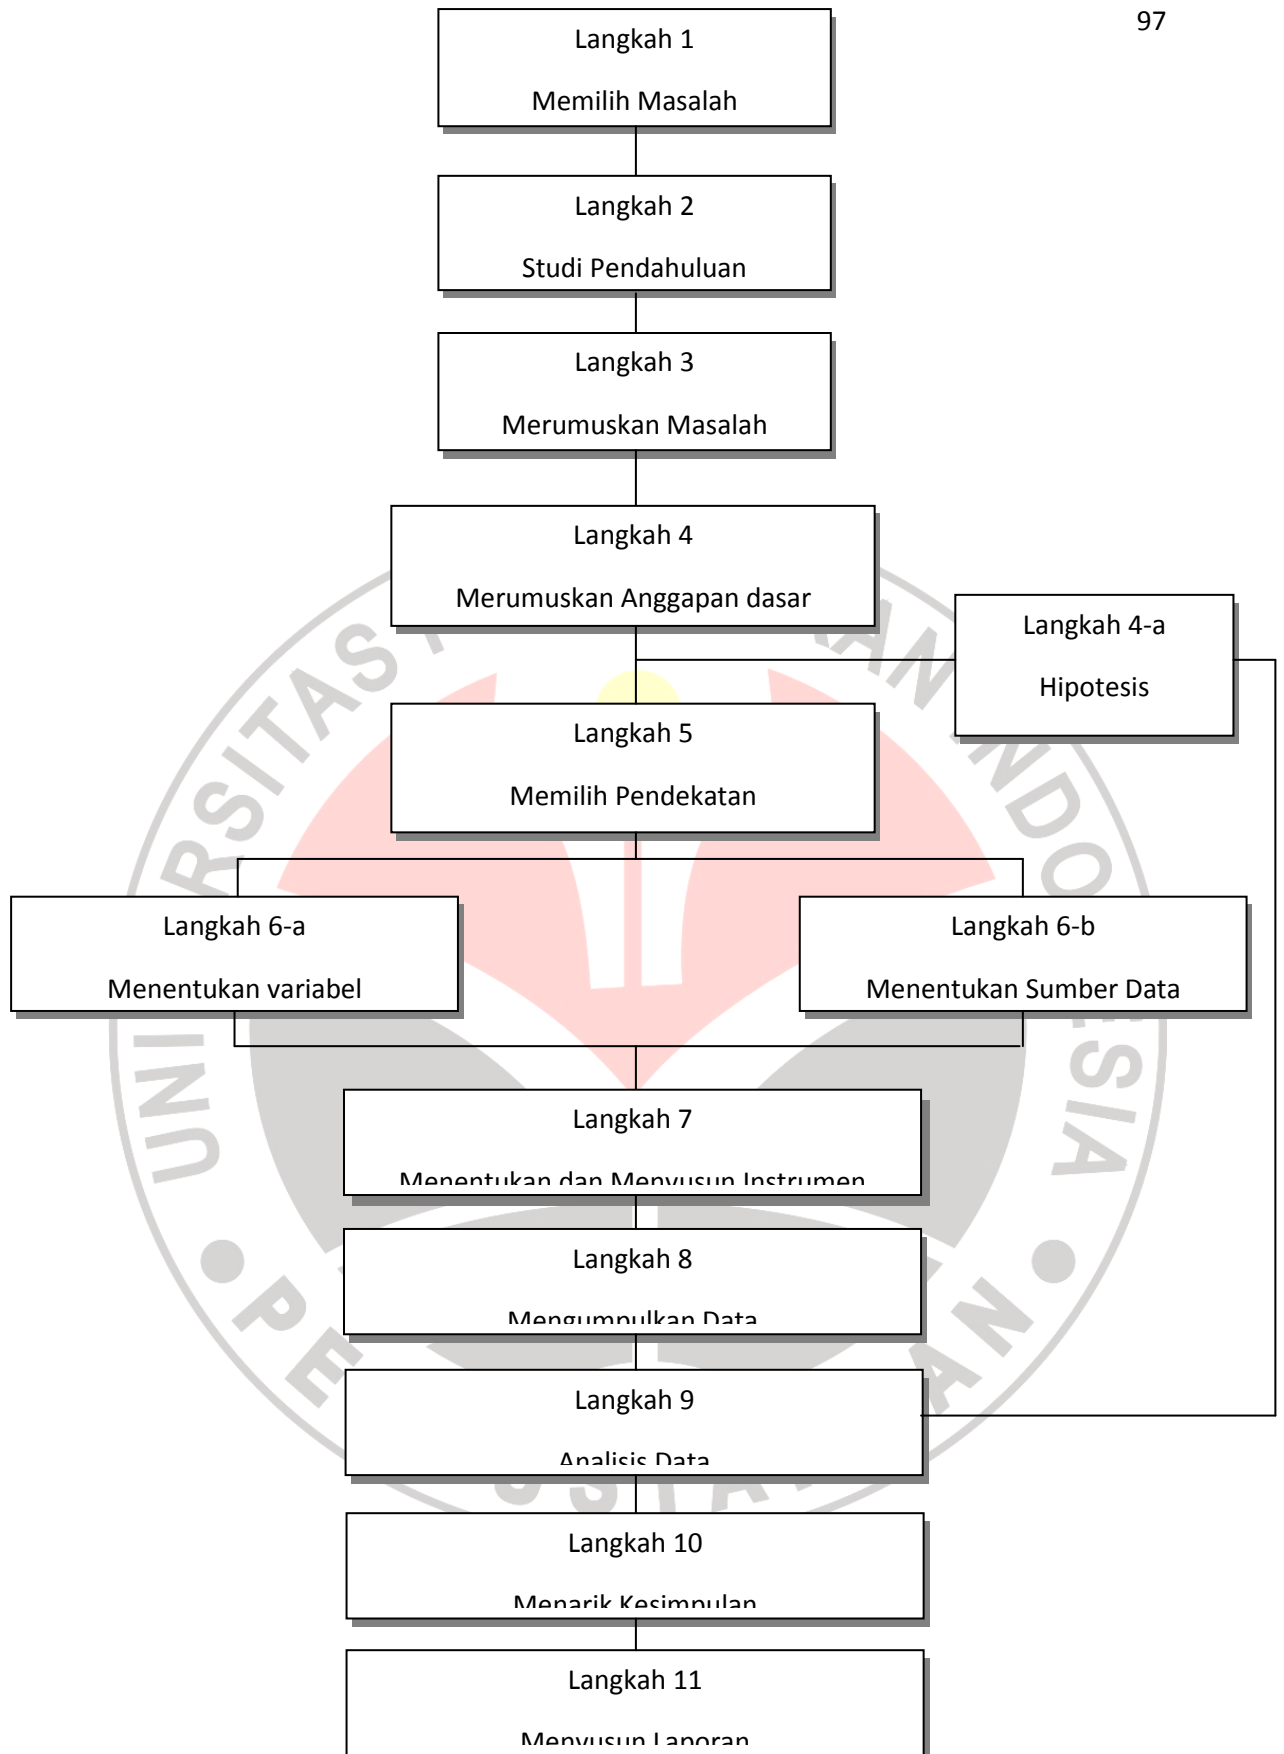 97
Langkah 1
Memilih Masalah
Langkah 2
Studi Pendahuluan
Langkah 3
Merumuskan Masalah
Langkah 4
Merumuskan Anggapan dasar
Langkah 4-a
Hipotesis
Langkah 5
Memilih Pendekatan
Langkah 6-a
Menentukan variabel
Langkah 6-b
Menentukan Sumber Data
Langkah 7
Menentukan dan Menyusun Instrumen
Langkah 8
Mengumpulkan Data
Langkah 9
Analisis Data
Langkah 10
Menarik Kesimpulan
Langkah 11
Menyusun Laporan